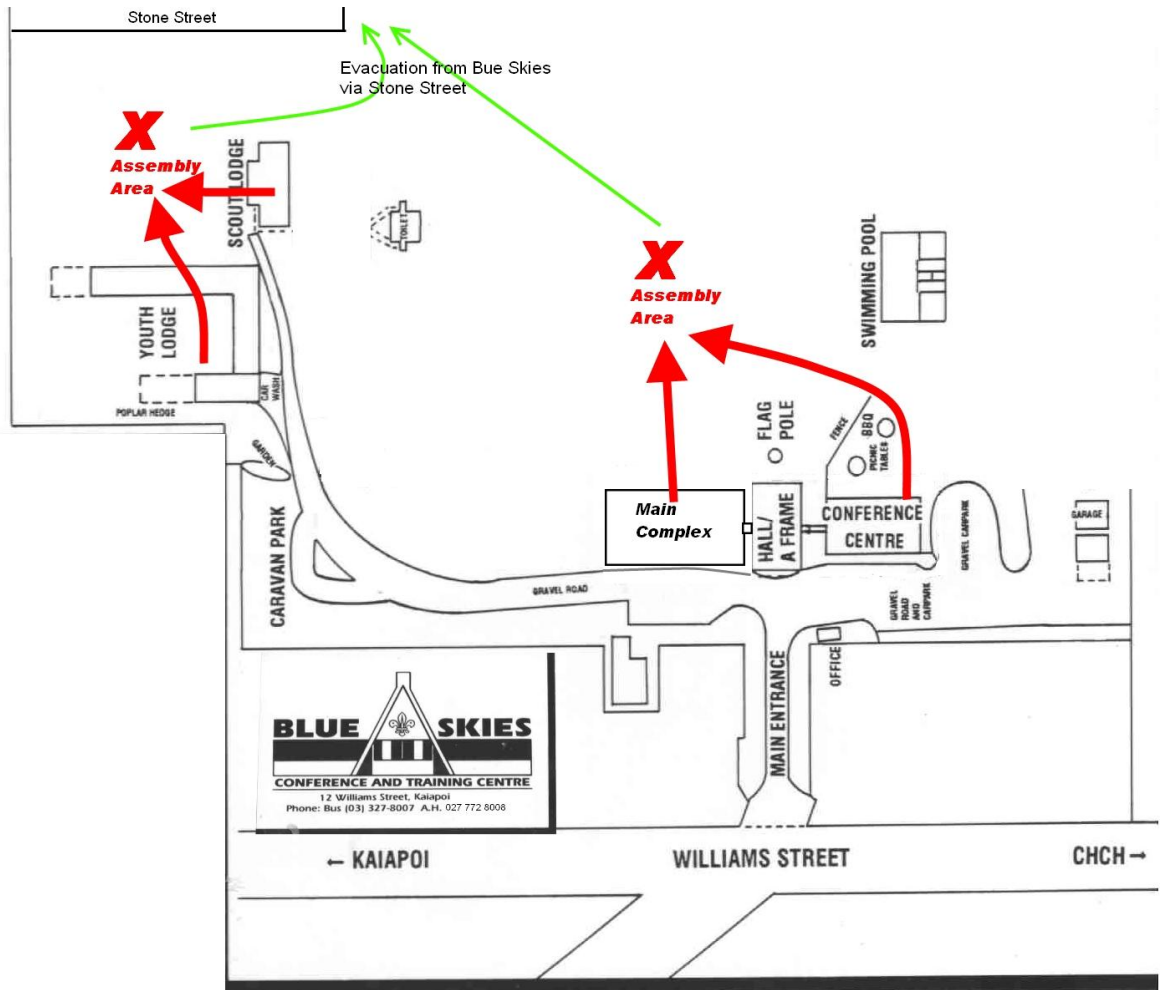 Stone Street
Evacuation from Bue Skies
via Stone Street
X
Assembly
Area
SCOUT LODGE
TOILET
X
Assembly
Area
SWIMMING POOL
YOUTH
LODGE
CAR
WASH
POPLAR HEDGE
GARDEN
FLAG
POLE
FENCE
BBQ
PICNIC
TABLES
Main
Complex
HALL/
A FRAME
CONFERENCE
CENTRE
GRAVEL CARPARK
GARAGE
CARAVAN PARK
GRAVEL ROAD
GRAVEL
ROAD
AND
CARPARK
OFFICE
MAIN ENTRANCE
BLUE SKIES
CONFERENCE AND TRAINING CENTRE
12 Williams Street, Kaiapoi
Phone: Bus (03) 327-8007 A.H. 027 772 8008
← KAIAPOI
WILLIAMS STREET
CHCH →